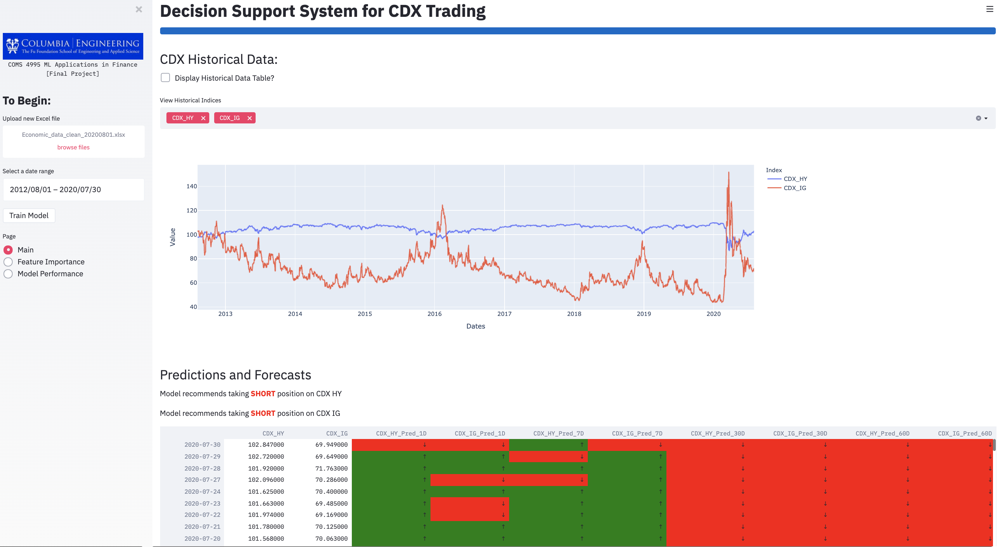 COLUMBIA | ENGINEERING
The Fu Foundation School of Engineering and Applied Science
COMS 4995 ML Applications in Finance
[Final Project]
To Begin:
Upload new Excel file
Economic_data_clean_20200801.xlsx
browse files
Select a date range
2012/08/01 – 2020/07/30
Train Model
Page
Main
Feature Importance
Model Performance
Decision Support System for CDX Trading
CDX Historical Data:
Display Historical Data Table?
View Historical Indices
CDX_HY CDX_IG
Index
CDX_HY
CDX_IG
140
120
100
80
60
40
Value
2013 2014 2015 2016 2017 2018 2019 2020
Dates
Predictions and Forecasts
Model recommends taking SHORT position on CDX HY
Model recommends taking SHORT position on CDX IG
CDX_HY CDX_IG CDX_HY_Pred_1D CDX_IG_Pred_1D CDX_HY_Pred_7D CDX_IG_Pred_7D CDX_HY_Pred_30D CDX_IG_Pred_30D CDX_HY_Pred_60D CDX_IG_Pred_60D
2020-07-30 102.847000 69.949000 ↓ ↓ ↑ ↓ ↓ ↓ ↓ ↓
2020-07-29 102.720000 69.649000 ↑ ↑ ↓ ↑ ↓ ↓ ↓ ↓
2020-07-28 101.920000 71.763000 ↑ ↑ ↑ ↑ ↓ ↓ ↓ ↓
2020-07-27 102.096000 70.286000 ↑ ↓ ↓ ↑ ↓ ↓ ↓ ↓
2020-07-24 101.625000 70.400000 ↑ ↑ ↑ ↑ ↓ ↓ ↓ ↓
2020-07-23 101.663000 69.485000 ↑ ↓ ↑ ↑ ↓ ↓ ↓ ↓
2020-07-22 101.974000 69.169000 ↑ ↓ ↑ ↑ ↓ ↓ ↓ ↓
2020-07-21 101.780000 70.125000 ↑ ↑ ↑ ↑ ↓ ↓ ↓ ↓
2020-07-20 101.568000 70.063000 ↑ ↑ ↑ ↑ ↓ ↓ ↓ ↓